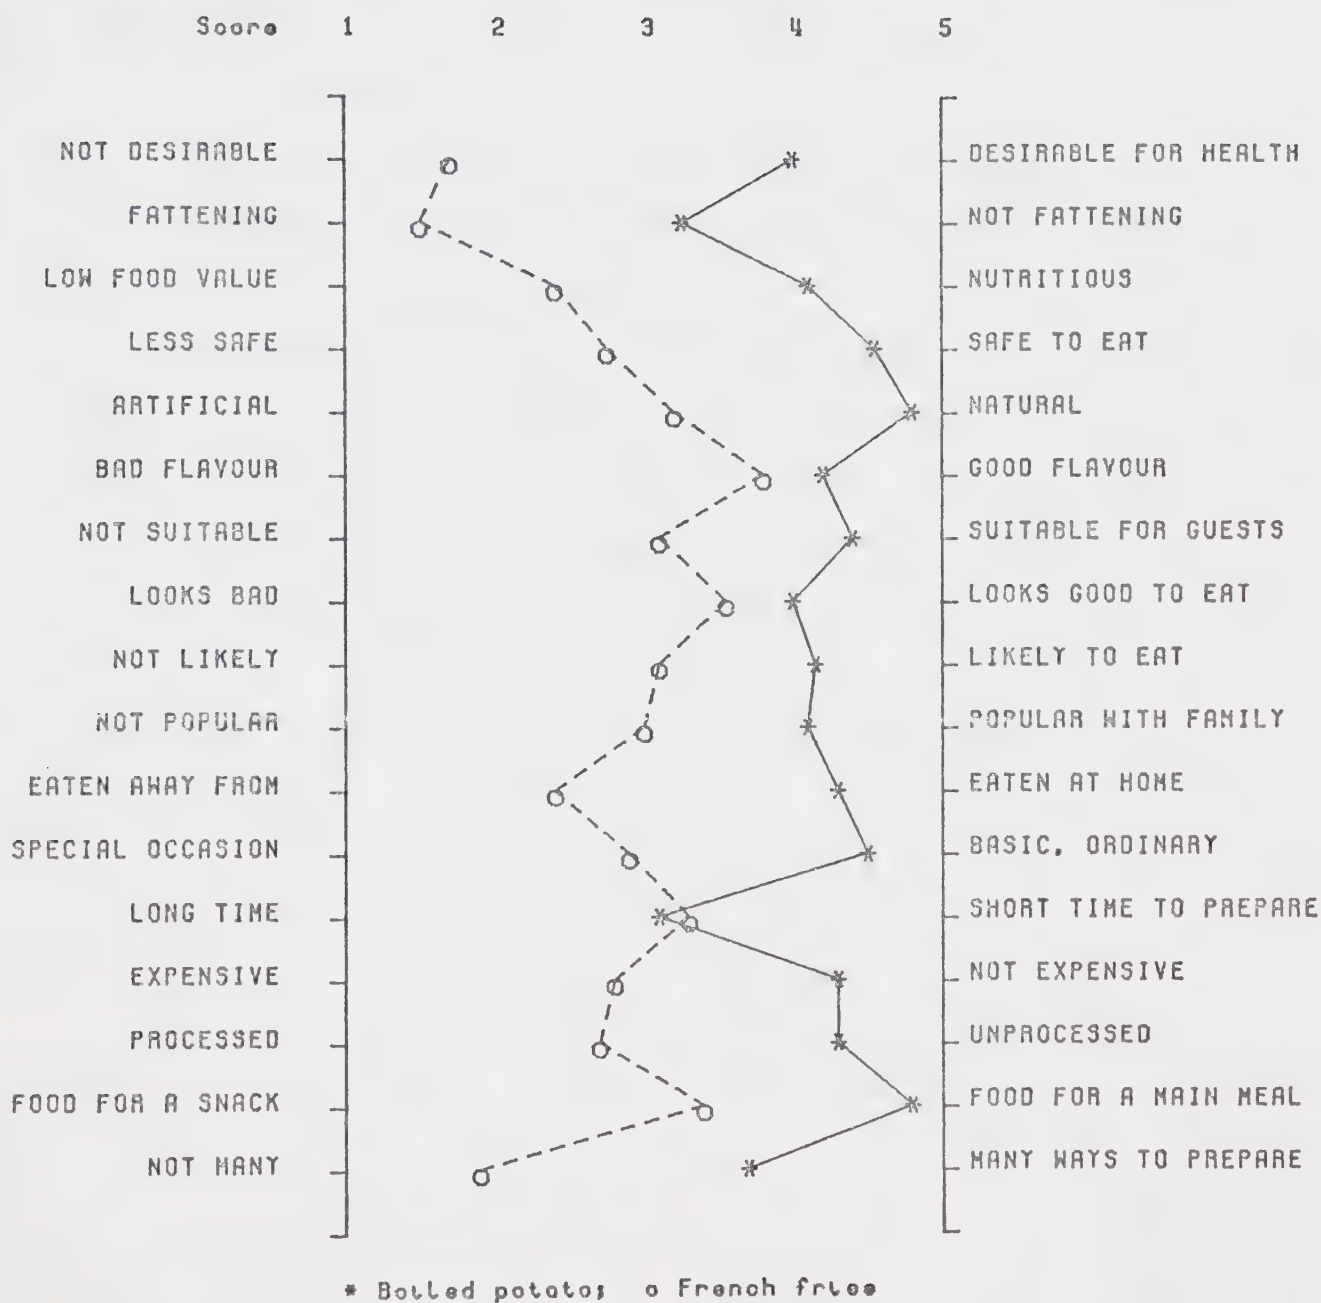 Score 1 2 3 4 5
NOT DESIRABLE DESIRABLE FOR HEALTH
FATTENING NOT FATTENING
LOW FOOD VALUE NUTRITIOUS
LESS SAFE SAFE TO EAT
ARTIFICIAL NATURAL
BAD FLAVOUR GOOD FLAVOUR
NOT SUITABLE SUITABLE FOR GUESTS
LOOKS BAD LOOKS GOOD TO EAT
NOT LIKELY LIKELY TO EAT
NOT POPULAR POPULAR WITH FAMILY
EATEN AWAY FROM EATEN AT HOME
SPECIAL OCCASION BASIC, ORDINARY
LONG TIME SHORT TIME TO PREPARE
EXPENSIVE NOT EXPENSIVE
PROCESSED UNPROCESSED
FOOD FOR A SNACK FOOD FOR A MAIN MEAL
NOT MANY MANY WAYS TO PREPARE
* Boiled potato; o French fries